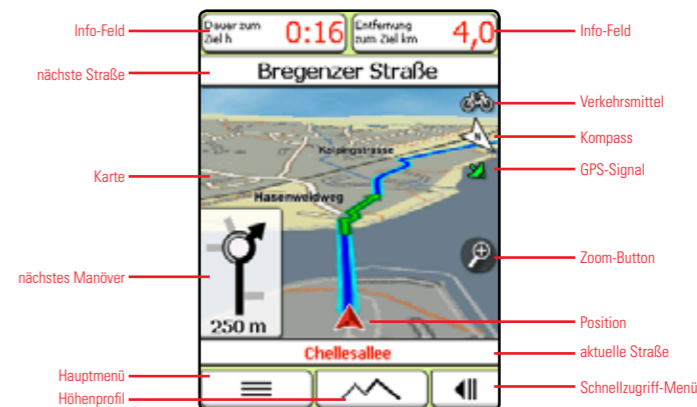 Info-Feld
Dauer zum
Ziel h
0:16
Entfernung
zum Ziel km
4,0
Info-Feld
nächste Straße
Bregenzer Straße
Verkehrsmittel
N
Kompass
Kolpingstrasse
Karte
GPS-Signal
Hasenweidweg
Zoom-Button
nächstes Manöver
250 m
Position
Chellesallee
aktuelle Straße
Hauptmenü
Höhenprofil
Schnellzugriff-Menü